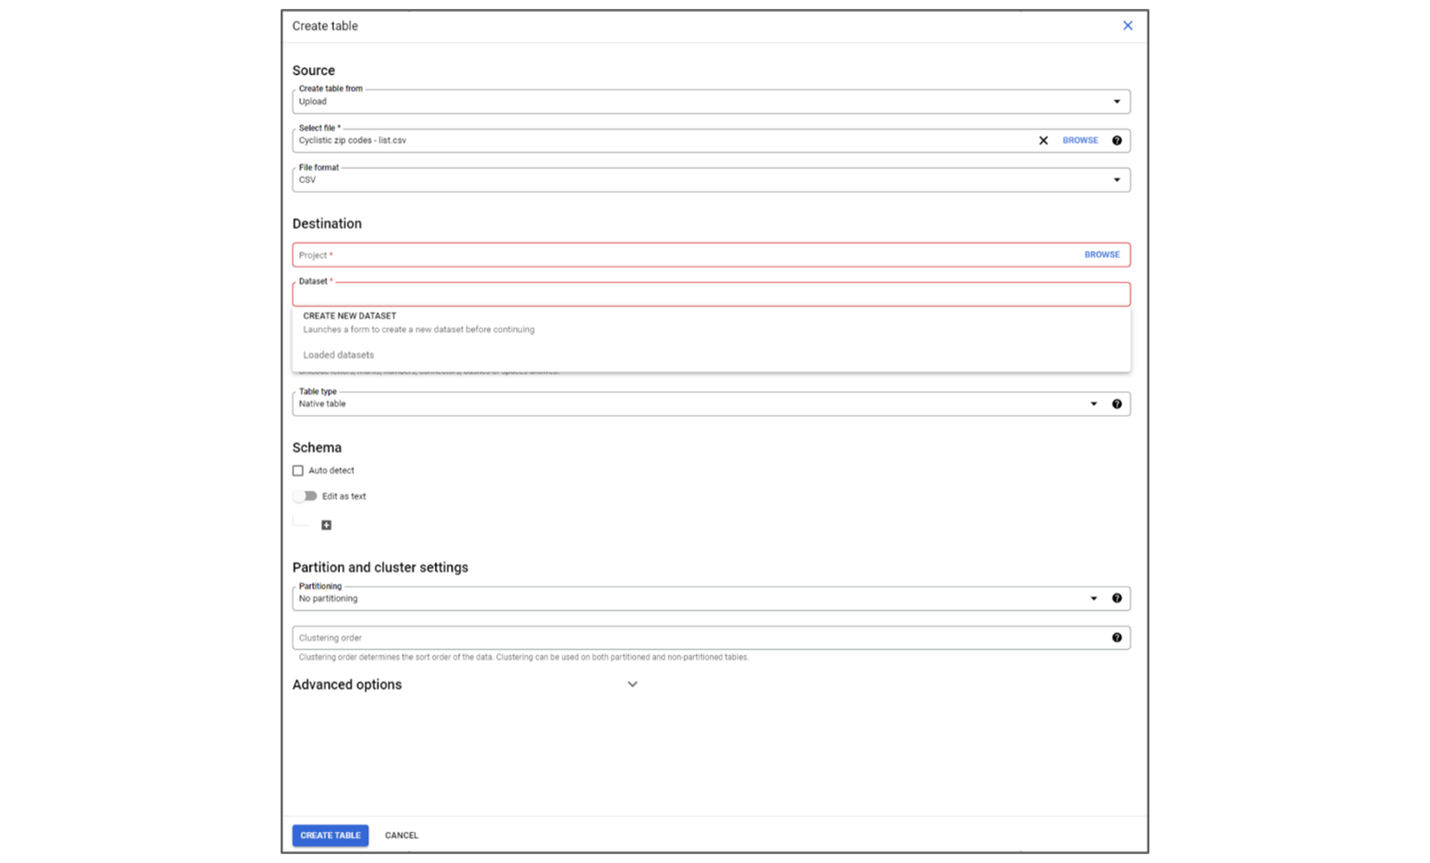 Create table
Source
Create table from
Upload
Select file *
Cyclistic zip codes - list.csv
BROWSE
File format
CSV
Destination
Project *
BROWSE
Dataset *
CREATE NEW DATASET
Launches a form to create a new dataset before continuing
Loaded datasets
Table type
Native table
Schema
Auto detect
Edit as text
Partition and cluster settings
Partitioning
No partitioning
Clustering order
Clustering order determines the sort order of the data. Clustering can be used on both partitioned and non-partitioned tables.
Advanced options
CREATE TABLE CANCEL